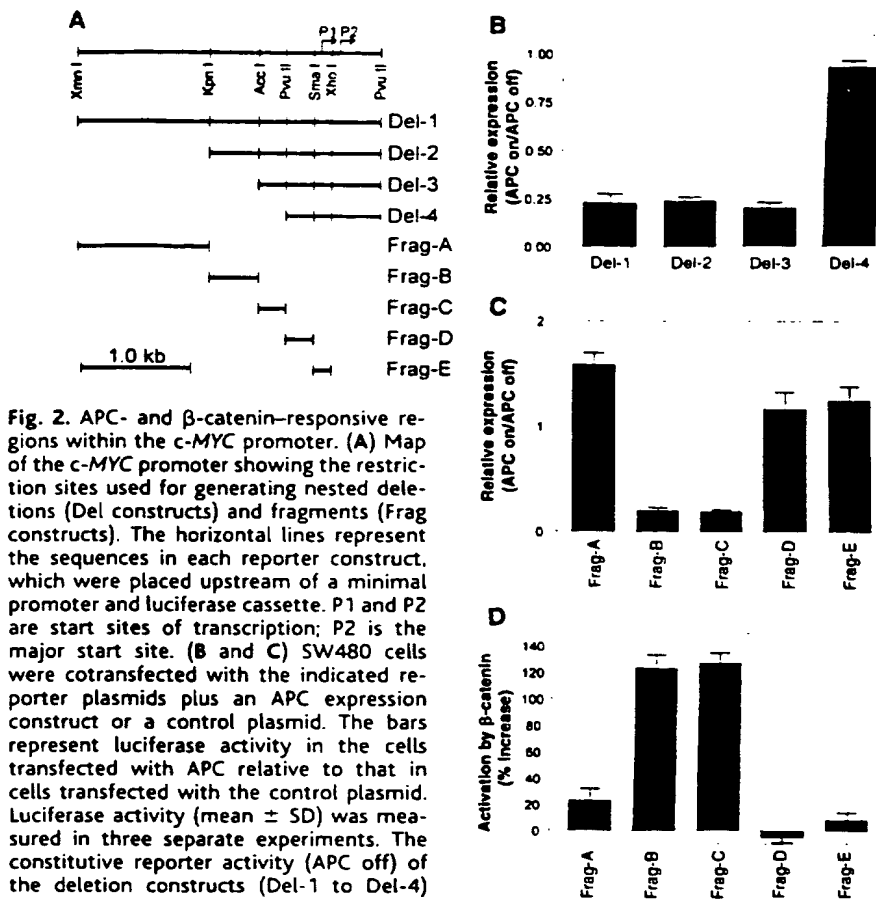 A
P1 P2
Xmn I
Kpn I
Acc I
Pvu II
Sma I
Xho I
Pvu II
Del-1
Del-2
Del-3
Del-4
Frag-A
Frag-B
Frag-C
Frag-D
Frag-E
1.0 kb
Fig. 2. APC- and β-catenin–responsive re-
gions within the c-MYC promoter. (A) Map
of the c-MYC promoter showing the restric-
tion sites used for generating nested dele-
tions (Del constructs) and fragments (Frag
constructs). The horizontal lines represent
the sequences in each reporter construct,
which were placed upstream of a minimal
promoter and luciferase cassette. P1 and P2
are start sites of transcription; P2 is the
major start site. (B and C) SW480 cells
were cotransfected with the indicated re-
porter plasmids plus an APC expression
construct or a control plasmid. The bars
represent luciferase activity in the cells
transfected with APC relative to that in
cells transfected with the control plasmid.
Luciferase activity (mean ± SD) was mea-
sured in three separate experiments. The
constitutive reporter activity (APC off) of
the deletion constructs (Del-1 to Del-4)
B
Relative expression
(APC on/APC off)
1.00
0.75
0.50
0.25
0.00
Del-1
Del-2
Del-3
Del-4
C
Relative expression
(APC on/APC off)
2
1
0
Frag-A
Frag-B
Frag-C
Frag-D
Frag-E
D
Activation by β-catenin
(% Increase)
140
120
100
80
60
40
20
0
Frag-A
Frag-B
Frag-C
Frag-D
Frag-E